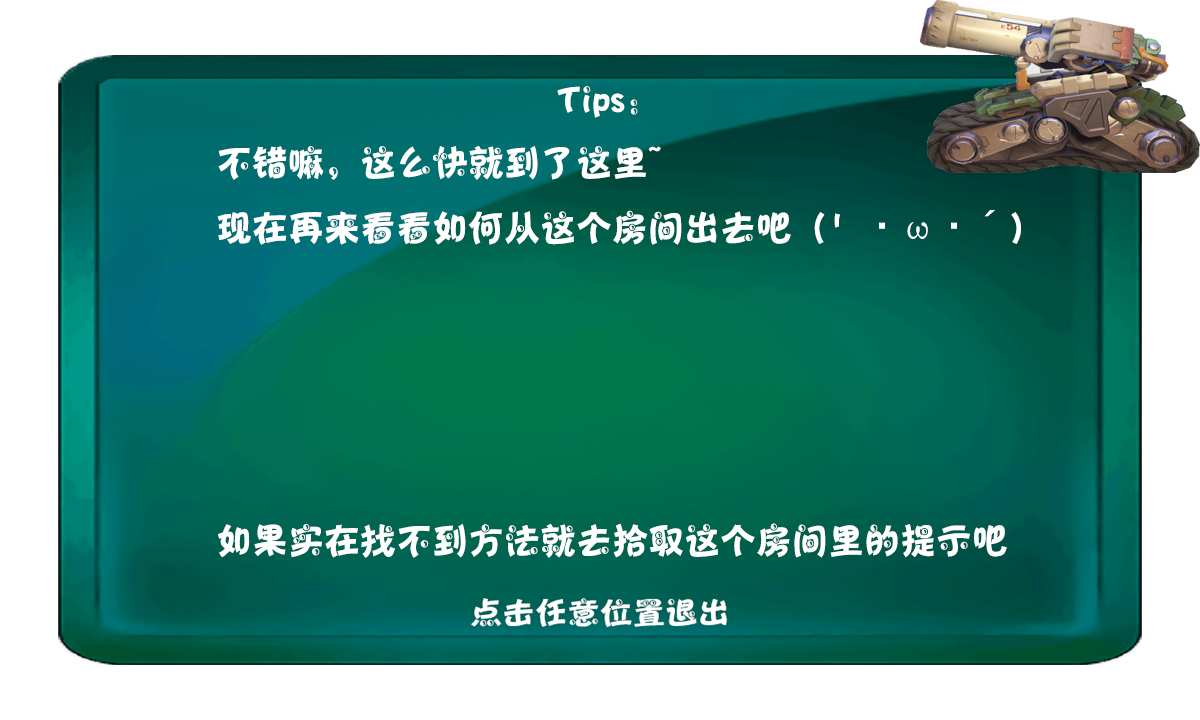 Tips：
不错嘛，这么快就到了这里~
现在再来看看如何从这个房间出去吧（'･ω･´）
如果实在找不到方法就去拾取这个房间里的提示吧
点击任意位置退出
54